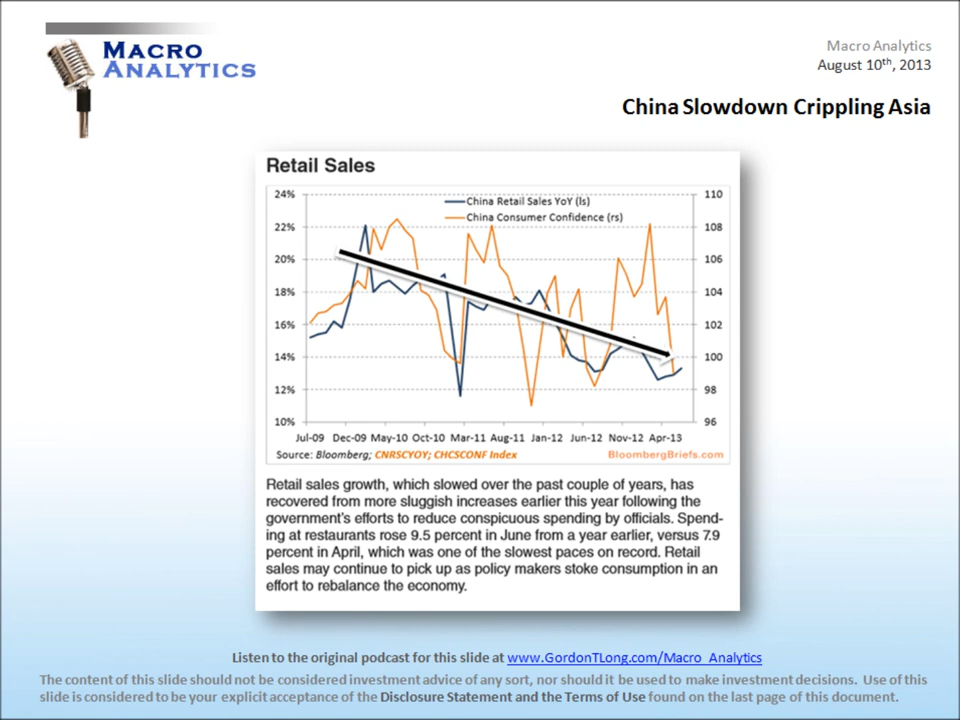 MACRO
ANALYTICS
Macro Analytics
August 10th, 2013
China Slowdown Crippling Asia
Retail Sales
24%
22%
20%
18%
16%
14%
12%
10%
China Retail Sales YoY (ls)
China Consumer Confidence (rs)
110
108
106
104
102
100
98
96
Jul-09 Dec-09 May-10 Oct-10 Mar-11 Aug-11 Jan-12 Jun-12 Nov-12 Apr-13
Source: Bloomberg; CNRSCYOY; CHCSCONF Index BloombergBriefs.com
Retail sales growth, which slowed over the past couple of years, has
recovered from more sluggish increases earlier this year following the
government's efforts to reduce conspicuous spending by officials. Spend-
ing at restaurants rose 9.5 percent in June from a year earlier, versus 7.9
percent in April, which was one of the slowest paces on record. Retail
sales may continue to pick up as policy makers stoke consumption in an
effort to rebalance the economy.
Listen to the original podcast for this slide at www.GordonTLong.com/Macro_Analytics
The content of this slide should not be considered investment advice of any sort, nor should it be used to make investment decisions. Use of this
slide is considered to be your explicit acceptance of the Disclosure Statement and the Terms of Use found on the last page of this document.